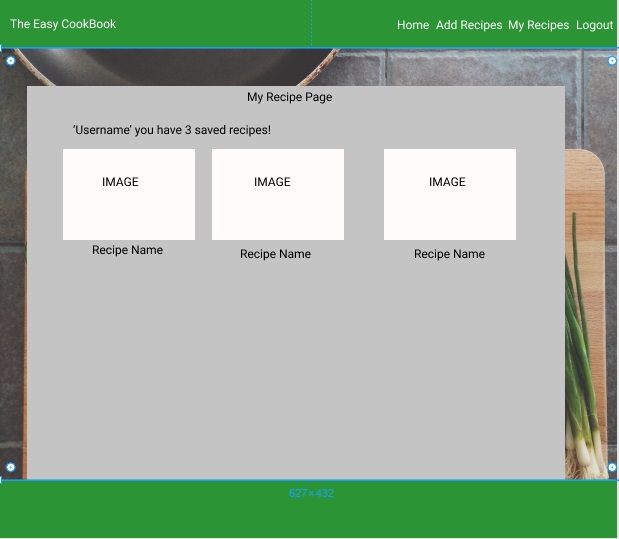 The Easy CookBook
Home Add Recipes My Recipes Logout
My Recipe Page
'Username' you have 3 saved recipes!
IMAGE IMAGE IMAGE
Recipe Name Recipe Name Recipe Name
627 × 432